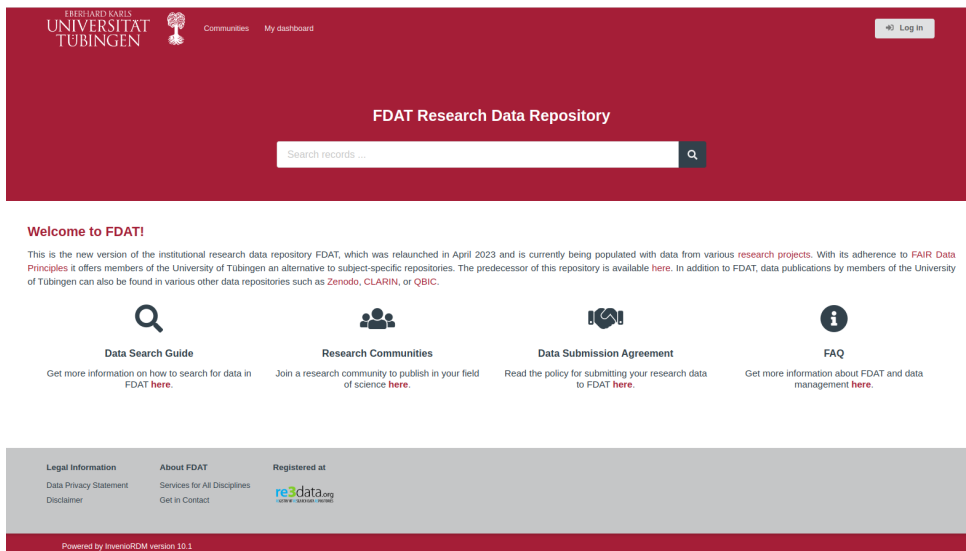 EBERHARD KARLS
UNIVERSITÄT
TÜBINGEN
Communities My dashboard
Log in
FDAT Research Data Repository
Search records ...
Welcome to FDAT!
This is the new version of the institutional research data repository FDAT, which was relaunched in April 2023 and is currently being populated with data from various research projects. With its adherence to FAIR Data
Principles it offers members of the University of Tübingen an alternative to subject-specific repositories. The predecessor of this repository is available here. In addition to FDAT, data publications by members of the University
of Tübingen can also be found in various other data repositories such as Zenodo, CLARIN, or QBIC.
Data Search Guide
Get more information on how to search for data in
FDAT here.
Research Communities
Join a research community to publish in your field
of science here.
Data Submission Agreement
Read the policy for submitting your research data
to FDAT here.
FAQ
Get more information about FDAT and data
management here.
Legal Information
Data Privacy Statement
Disclaimer
About FDAT
Services for All Disciplines
Get in Contact
Registered at
re3data.org
Powered by InvenioRDM version 10.1